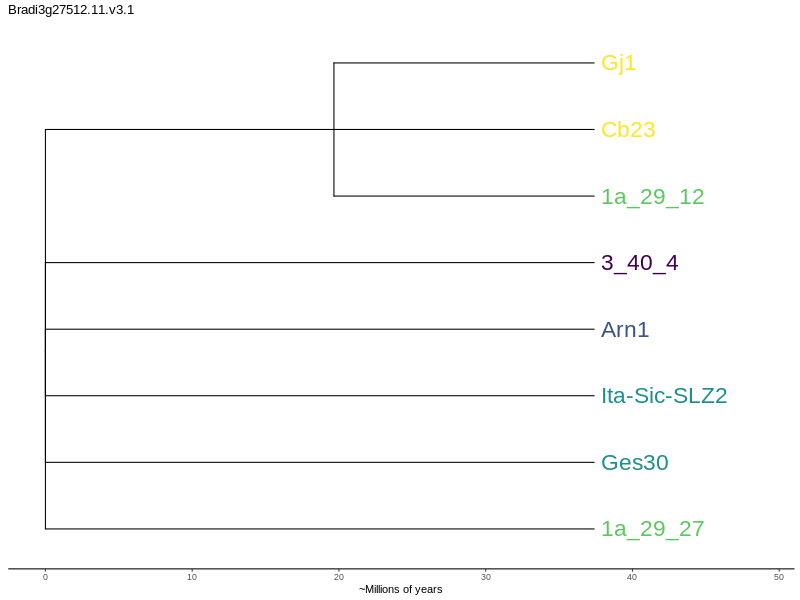 Bradi3g27512.11.v3.1
Gj1
Cb23
1a_29_12
3_40_4
Arn1
Ita-Sic-SLZ2
Ges30
1a_29_27
0 10 20 30 40 50
~Millions of years